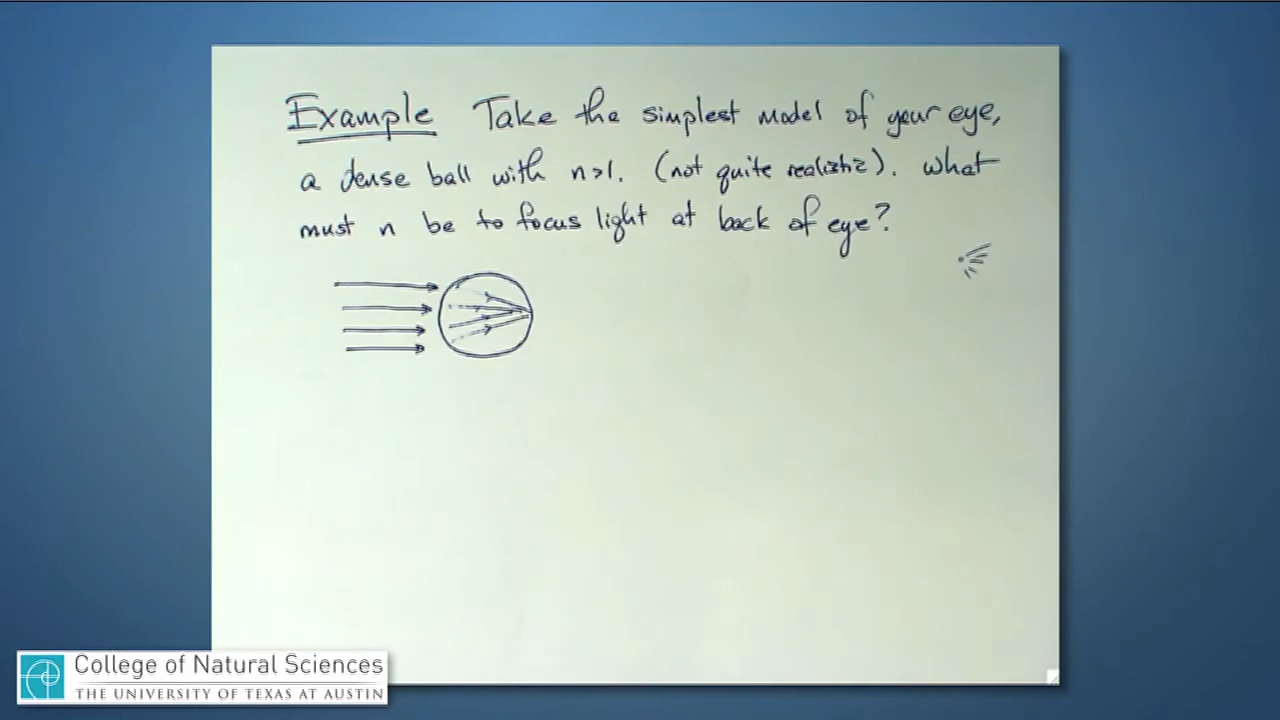 Example Take the simplest model of your eye,
a dense ball with n>1. (not quite realistic). What
must n be to focus light at back of eye?
College of Natural Sciences
THE UNIVERSITY OF TEXAS AT AUSTIN